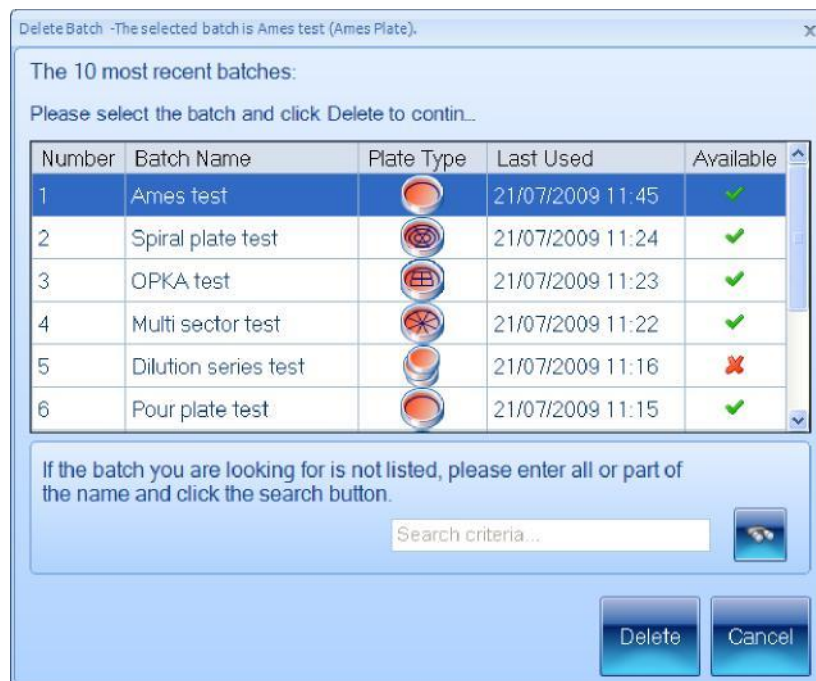 Delete Batch -The selected batch is Ames test (Ames Plate).
The 10 most recent batches:
Please select the batch and click Delete to contin...
Number Batch Name Plate Type Last Used Available
1 Ames test 21/07/2009 11:45
2 Spiral plate test 21/07/2009 11:24
3 OPKA test 21/07/2009 11:23
4 Multi sector test 21/07/2009 11:22
5 Dilution series test 21/07/2009 11:16
6 Pour plate test 21/07/2009 11:15
If the batch you are looking for is not listed, please enter all or part of
the name and click the search button.
Search criteria...
Delete Cancel